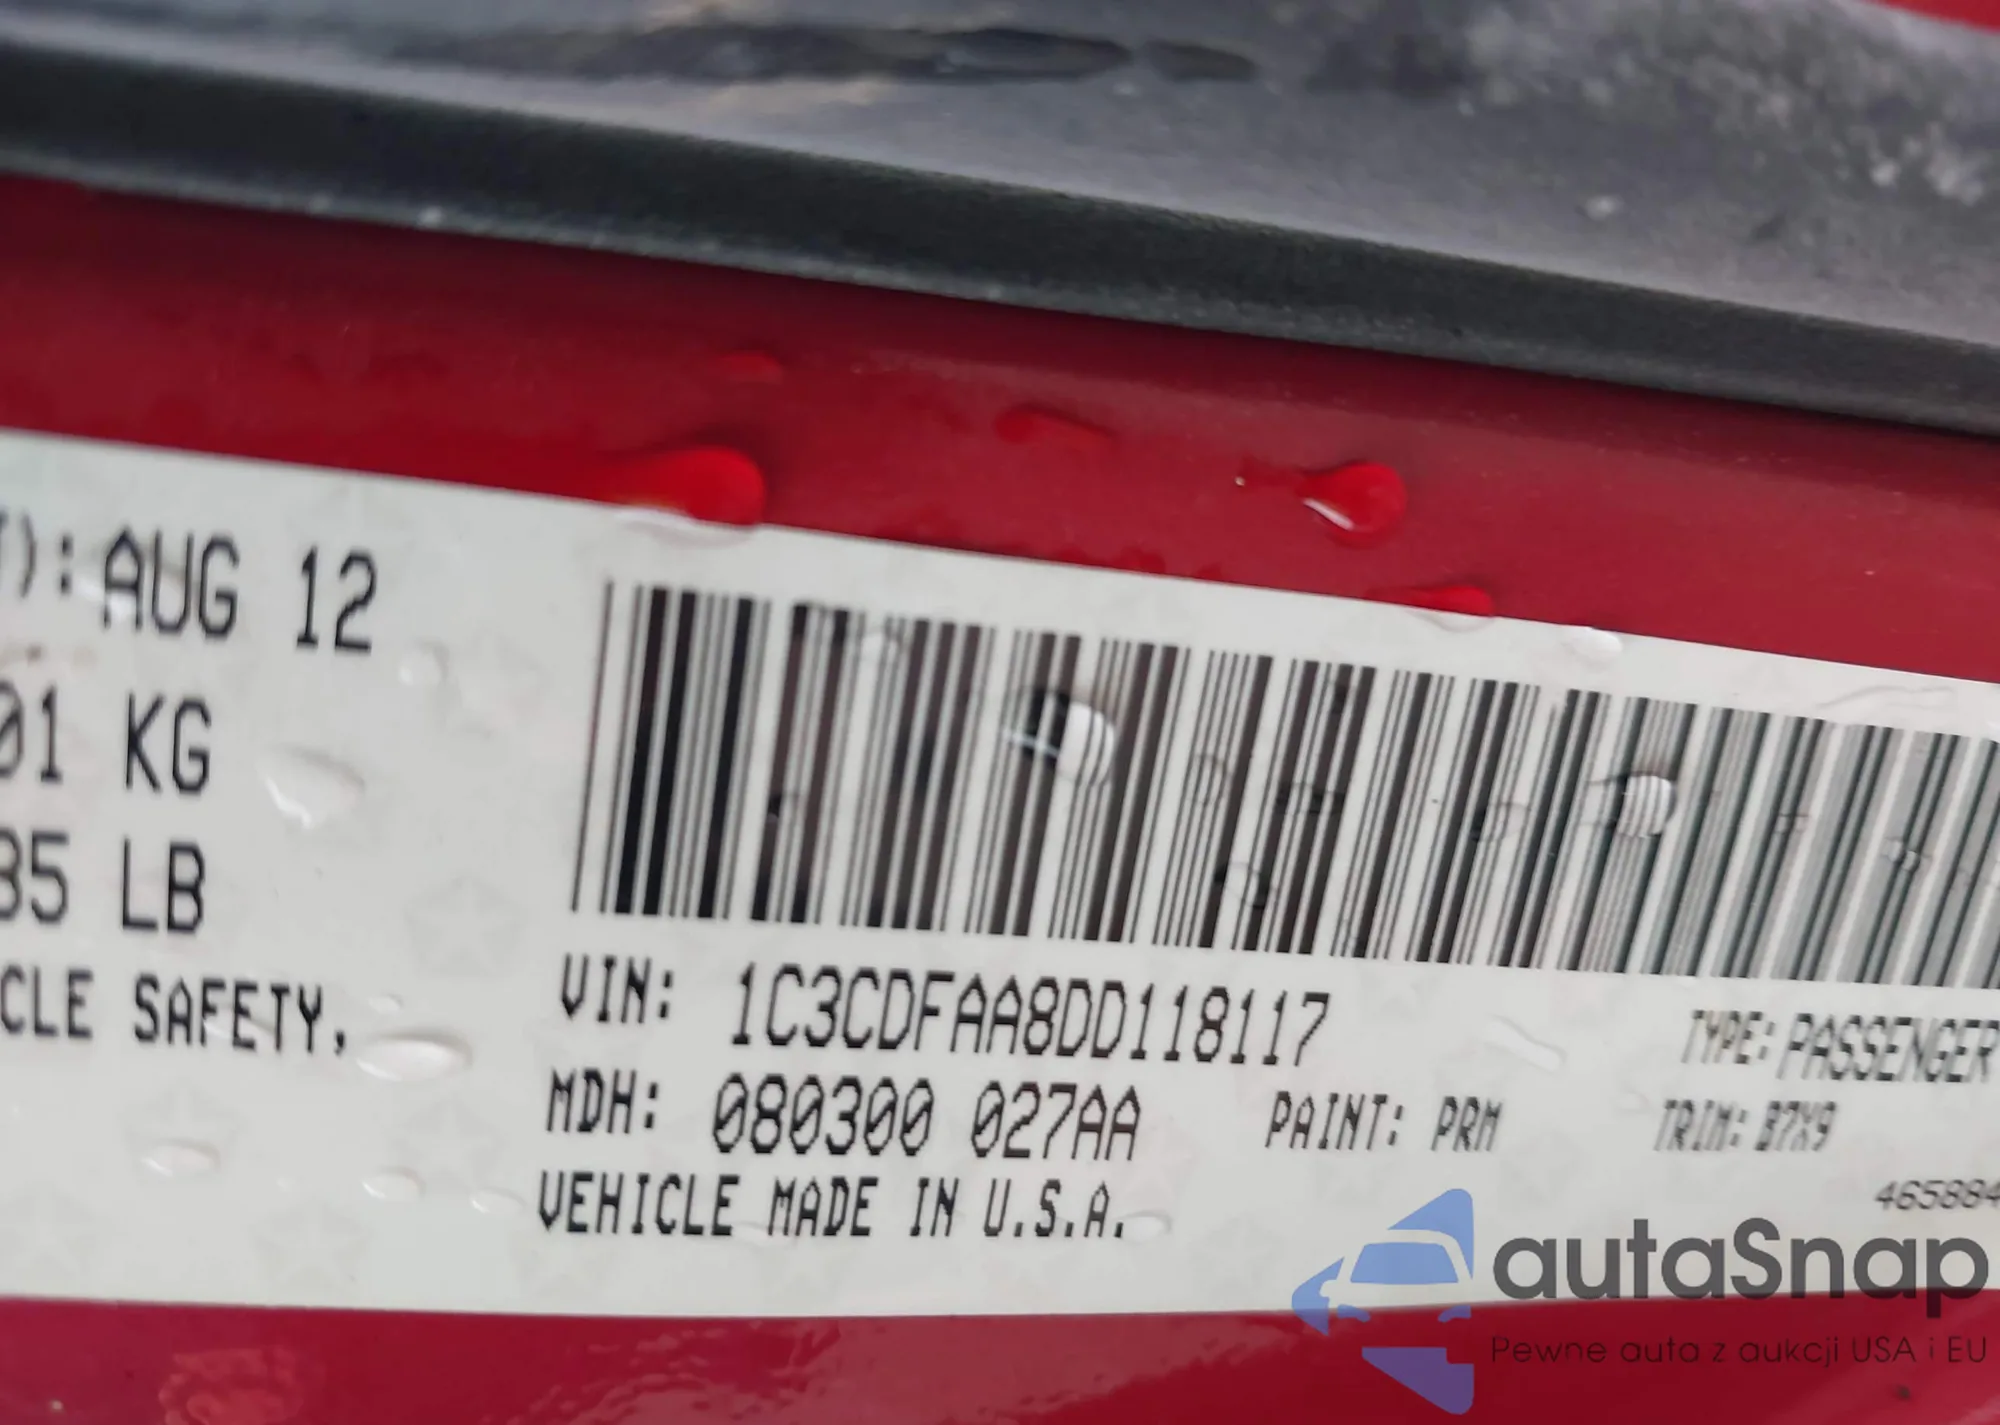 ): AUG 12
01 KG
85 LB
CLE SAFETY,
VIN: 1C3CDFAA8DD118117
TYPE: PASSENGER
MDH: 080300 027AA PAINT: PRM TRIM: B7X9
VEHICLE MADE IN U.S.A.
465884
autaSnap
Pewne auta z aukcji USA i EU